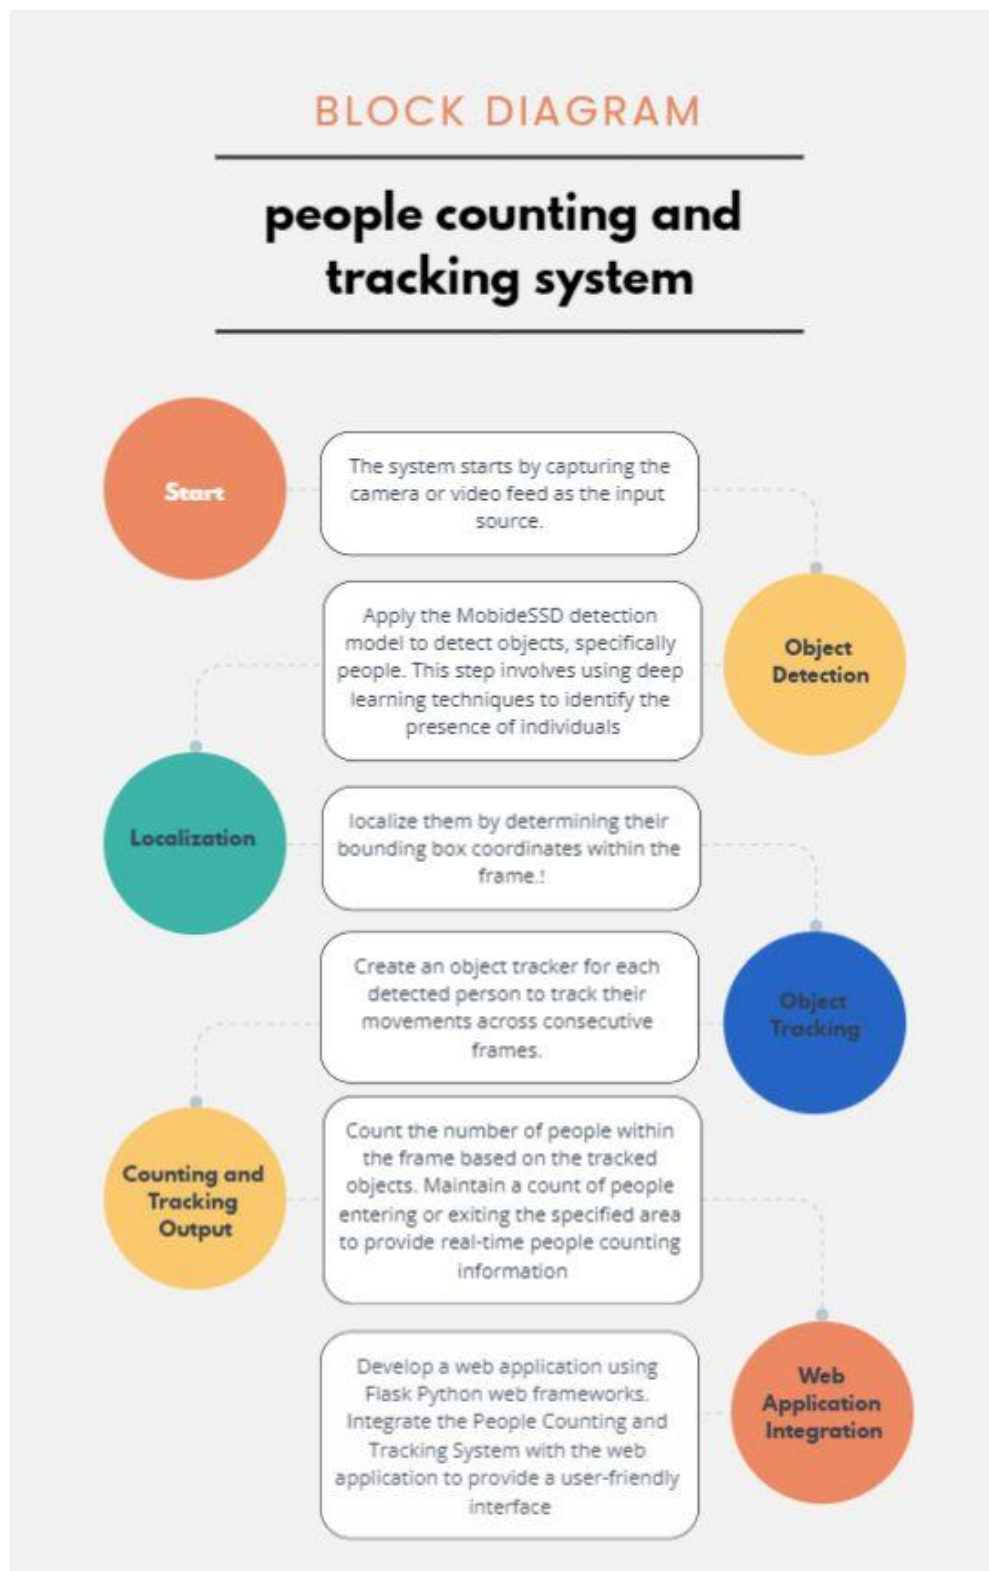 BLOCK DIAGRAM
people counting and
tracking system
Start
The system starts by capturing the
camera or video feed as the input
source.
Object
Detection
Apply the MobideSSD detection
model to detect objects, specifically
people. This step involves using deep
learning techniques to identify the
presence of individuals
Localization
localize them by determining their
bounding box coordinates within the
frame.!
Object
Tracking
Create an object tracker for each
detected person to track their
movements across consecutive
frames.
Counting and
Tracking
Output
Count the number of people within
the frame based on the tracked
objects. Maintain a count of people
entering or exiting the specified area
to provide real-time people counting
information
Web
Application
Integration
Develop a web application using
Flask Python web frameworks.
Integrate the People Counting and
Tracking System with the web
application to provide a user-friendly
interface